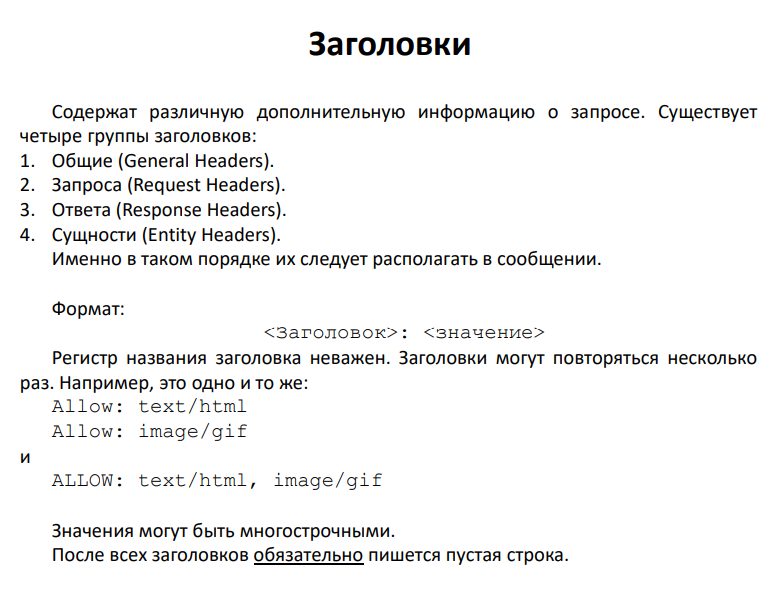 Заголовки
Содержат различную дополнительную информацию о запросе. Существует
четыре группы заголовков:
1. Общие (General Headers).
2. Запроса (Request Headers).
3. Ответа (Response Headers).
4. Сущности (Entity Headers).
Именно в таком порядке их следует располагать в сообщении.
Формат:
<Заголовок>: <значение>
Регистр названия заголовка неважен. Заголовки могут повторяться несколько
раз. Например, это одно и то же:
Allow: text/html
Allow: image/gif
и
ALLOW: text/html, image/gif
Значения могут быть многострочными.
После всех заголовков обязательно пишется пустая строка.